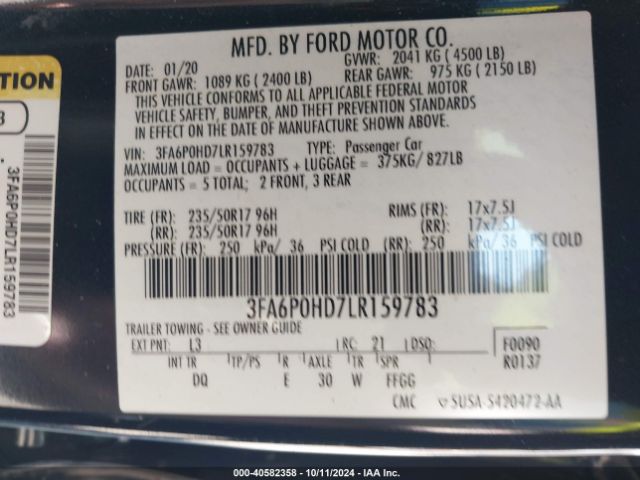 MFD. BY FORD MOTOR CO.
DATE: 01/20 GVWR: 2041 KG ( 4500 LB)
FRONT GAWR: 1089 KG ( 2400 LB) REAR GAWR: 975 KG ( 2150 LB)
THIS VEHICLE CONFORMS TO ALL APPLICABLE FEDERAL MOTOR
VEHICLE SAFETY, BUMPER, AND THEFT PREVENTION STANDARDS
IN EFFECT ON THE DATE OF MANUFACTURE SHOWN ABOVE.
VIN: 3FA6P0HD7LR159783 TYPE: Passenger Car
MAXIMUM LOAD = OCCUPANTS + LUGGAGE = 375KG/ 827LB
OCCUPANTS = 5 TOTAL; 2 FRONT, 3 REAR
TIRE (FR): 235/50R17 96H RIMS (FR): 17x7.5J
(RR): 235/50R17 96H (RR): 17x7.5J
PRESSURE (FR): 250 kPa/ 36 PSI COLD (RR): 250 kPa/ 36 PSI COLD
3FA6P0HD7LR159783
TRAILER TOWING - SEE OWNER GUIDE
EXT PNT: L3 RC: 21 DSO: F0090
INT TR TP/PS R AXLE TR SPR R0137
DQ E 30 W FFGG
CMC 5USA-5420472-AA
TION
3
3FA6P0HD7LR159783
000-40582358 - 10/11/2024 - IAA Inc.